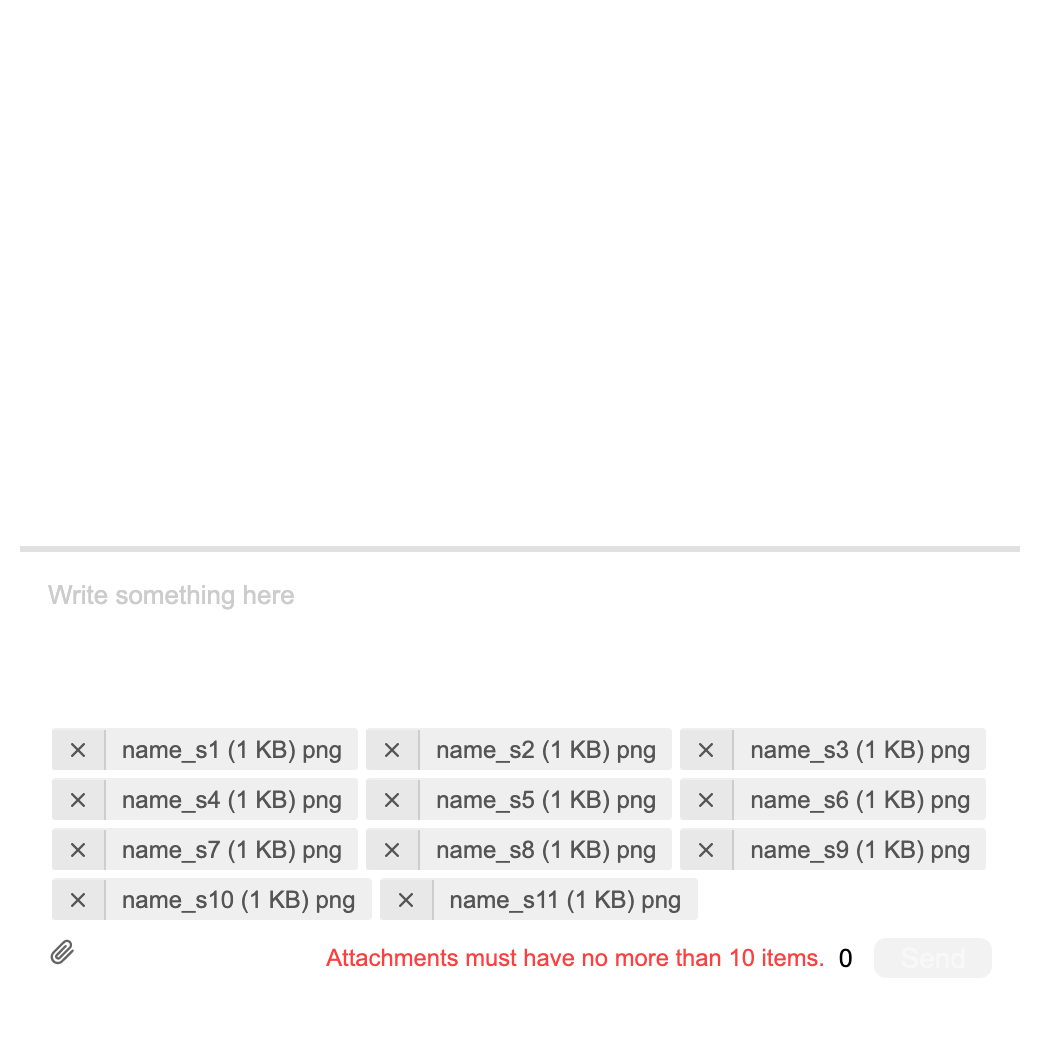 Write something here
× name_s1 (1 KB) png × name_s2 (1 KB) png × name_s3 (1 KB) png
× name_s4 (1 KB) png × name_s5 (1 KB) png × name_s6 (1 KB) png
× name_s7 (1 KB) png × name_s8 (1 KB) png × name_s9 (1 KB) png
× name_s10 (1 KB) png × name_s11 (1 KB) png
Attachments must have no more than 10 items. 0 Send